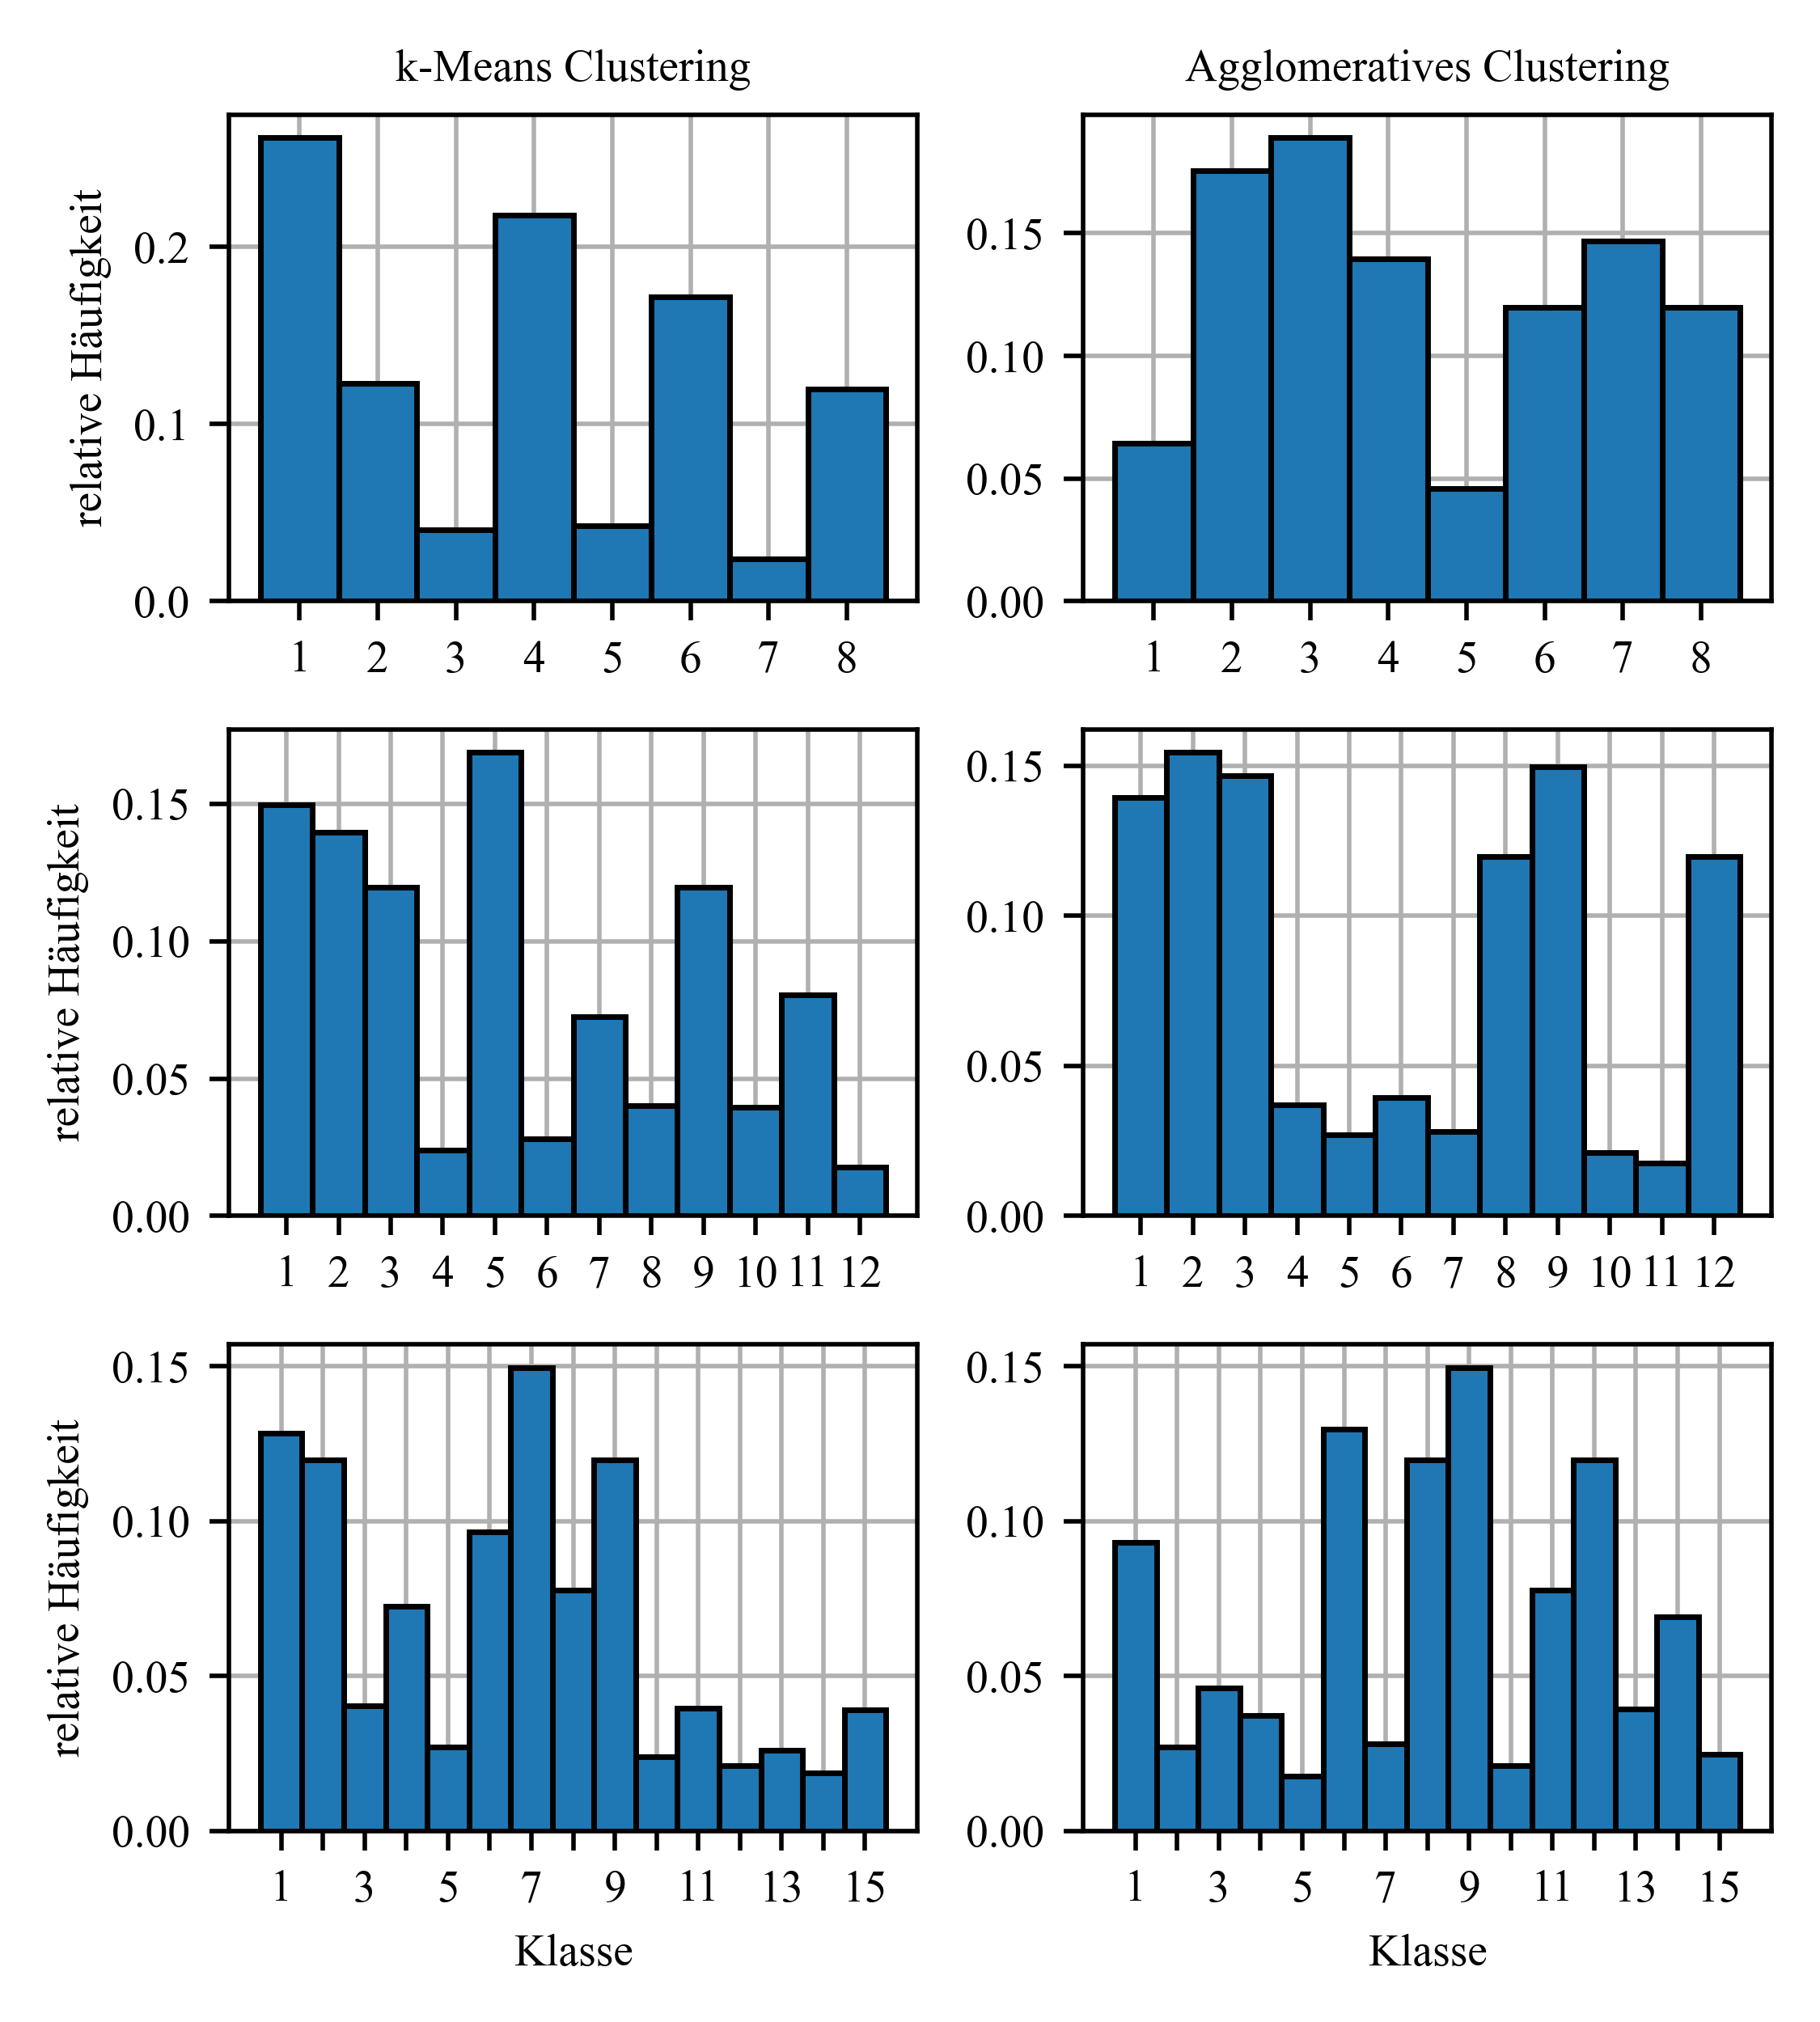 k-Means Clustering
Agglomeratives Clustering
relative Häufigkeit
0.2
0.1
0.0
1 2 3 4 5 6 7 8
0.15
0.10
0.05
0.00
1 2 3 4 5 6 7 8
relative Häufigkeit
0.15
0.10
0.05
0.00
1 2 3 4 5 6 7 8 9 10 11 12
0.15
0.10
0.05
0.00
1 2 3 4 5 6 7 8 9 10 11 12
relative Häufigkeit
0.15
0.10
0.05
0.00
1 3 5 7 9 11 13 15
Klasse
0.15
0.10
0.05
0.00
1 3 5 7 9 11 13 15
Klasse